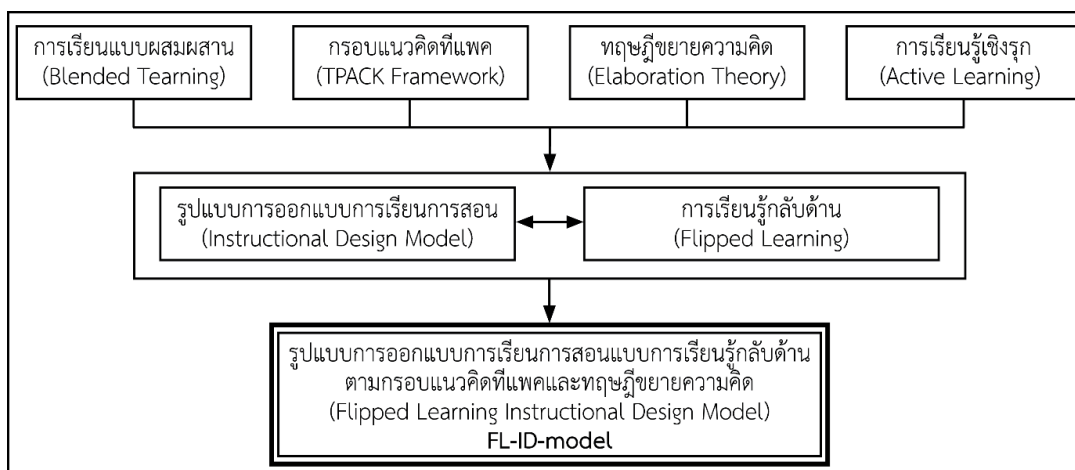 การเรียนแบบผสมผสาน
(Blended Tearning)
กรอบแนวคิดทีแพค
(TPACK Framework)
ทฤษฎีขยายความคิด
(Elaboration Theory)
การเรียนรู้เชิงรุก
(Active Learning)
รูปแบบการออกแบบการเรียนการสอน
(Instructional Design Model)
การเรียนรู้กลับด้าน
(Flipped Learning)
รูปแบบการออกแบบการเรียนการสอนแบบการเรียนรู้กลับด้าน
ตามกรอบแนวคิดทีแพคและทฤษฎีขยายความคิด
(Flipped Learning Instructional Design Model)
FL-ID-model